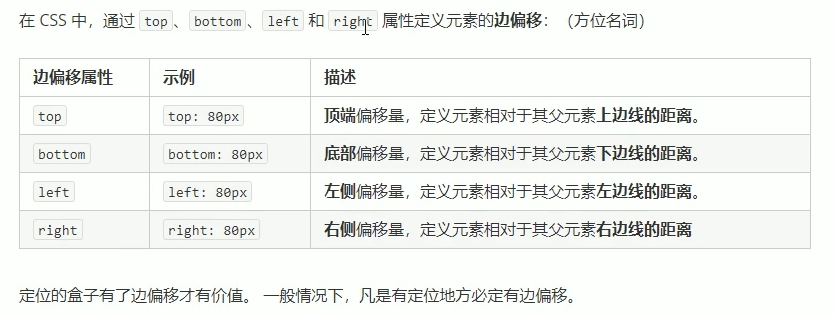 在 CSS 中，通过 top、bottom、left 和 right 属性定义元素的边偏移：（方位名词）
边偏移属性 示例 描述
top top: 80px 顶端偏移量，定义元素相对于其父元素上边线的距离。
bottom bottom: 80px 底部偏移量，定义元素相对于其父元素下边线的距离。
left left: 80px 左侧偏移量，定义元素相对于其父元素左边线的距离。
right right: 80px 右侧偏移量，定义元素相对于其父元素右边线的距离
定位的盒子有了边偏移才有价值。 一般情况下，凡是有定位地方必定有边偏移。